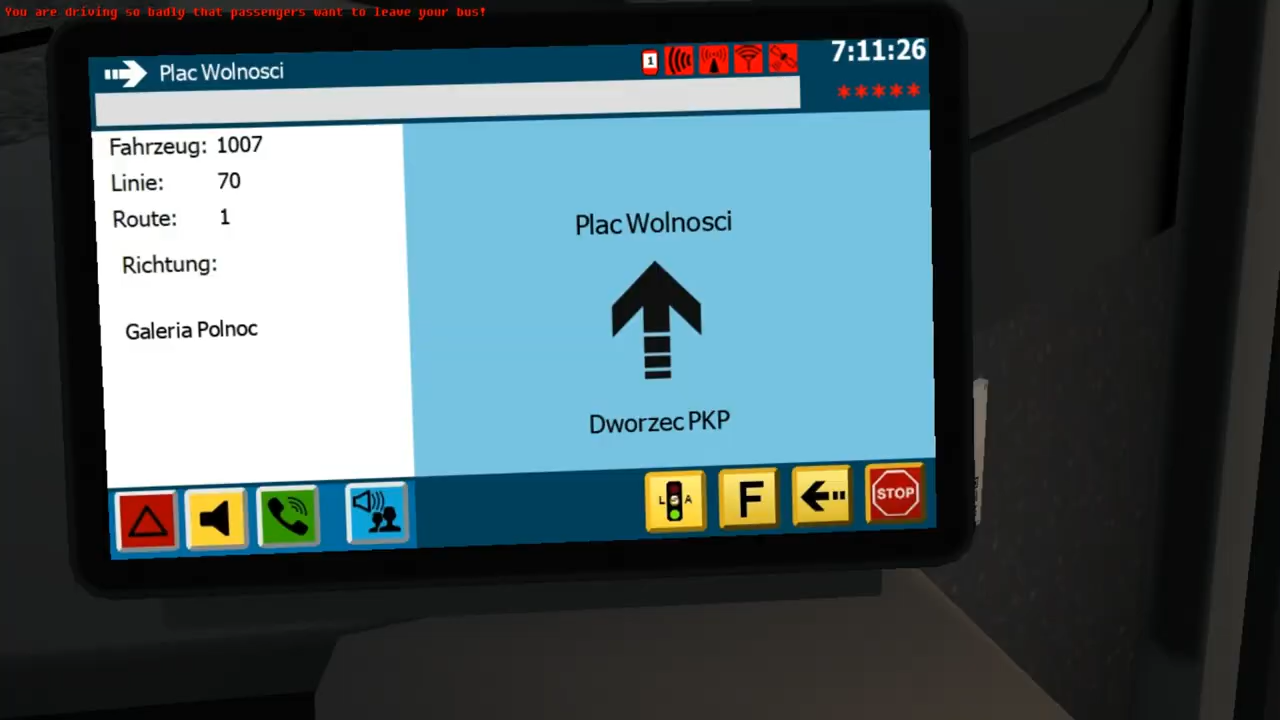 You are driving so badly that passengers want to leave your bus!
Plac Wolnosci
1
7:11:26
*****
Fahrzeug: 1007
Linie: 70
Route: 1
Richtung:
Galeria Polnoc
Plac Wolnosci
Dworzec PKP
LSA
F
STOP